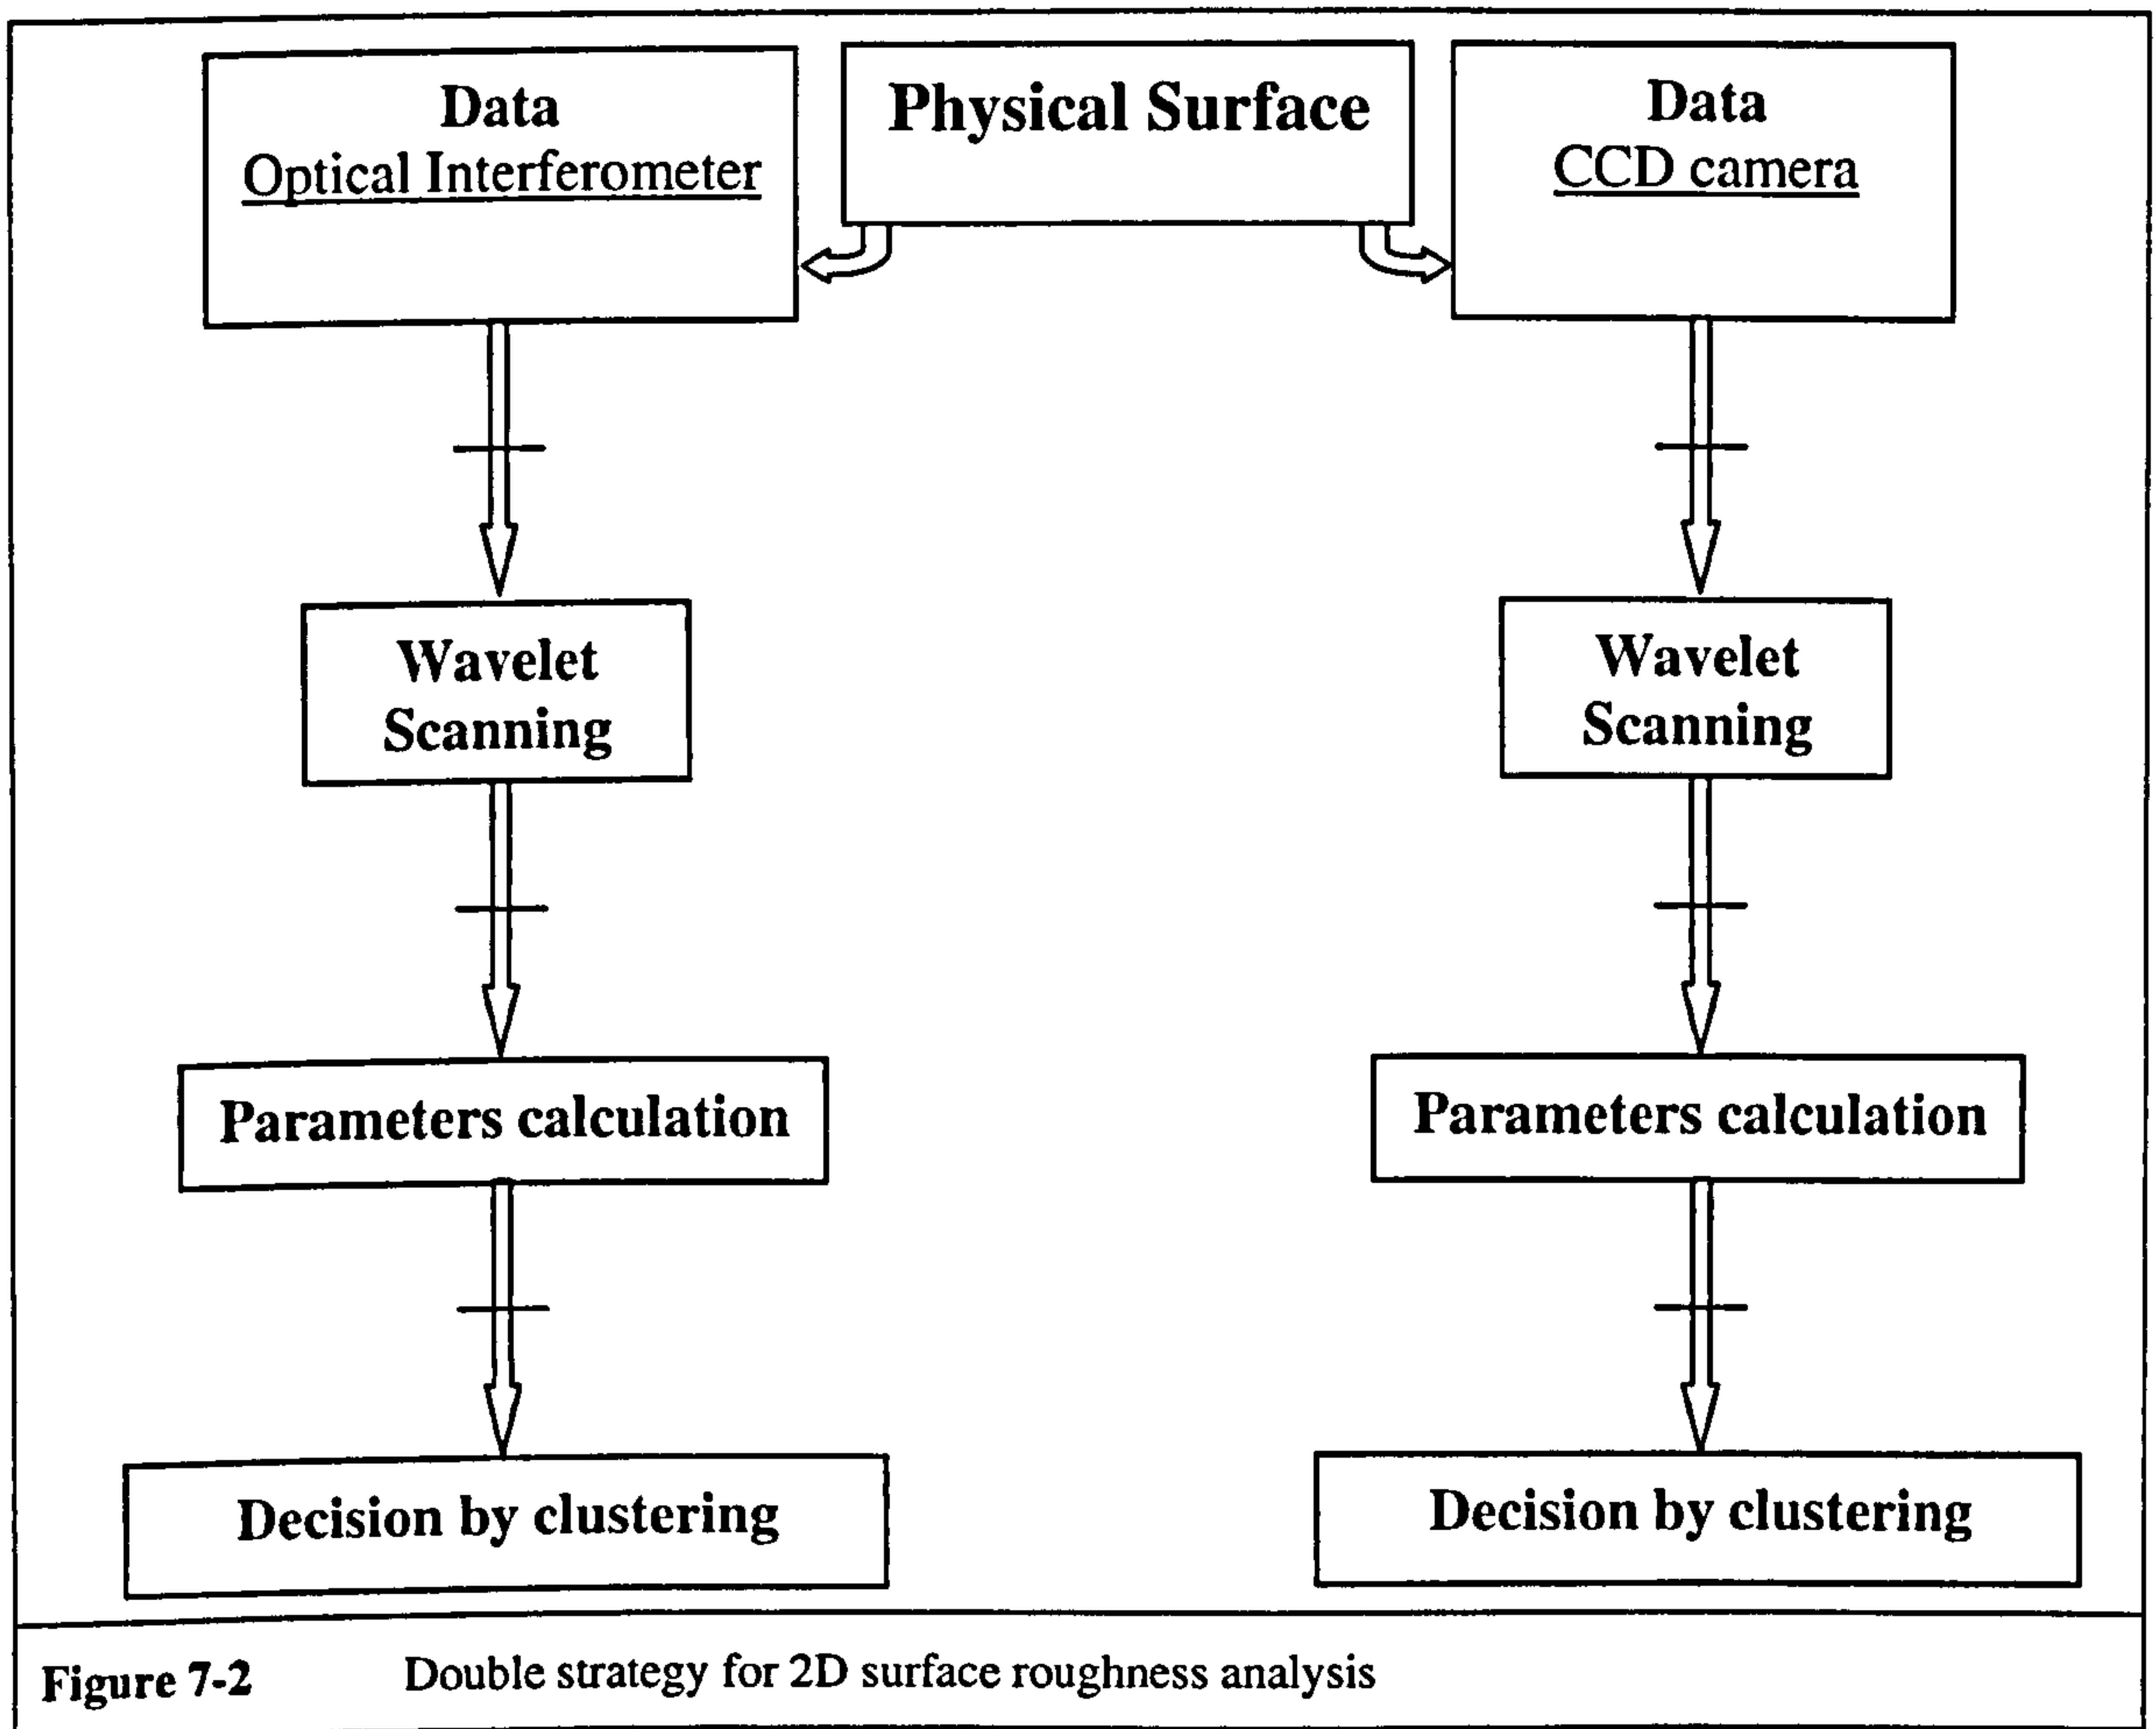 Physical Surface
Data
Optical Interferometer
Data
CCD camera
Wavelet
Scanning
Wavelet
Scanning
Parameters calculation
Parameters calculation
Decision by clustering
Decision by clustering
Figure 7-2 Double strategy for 2D surface roughness analysis